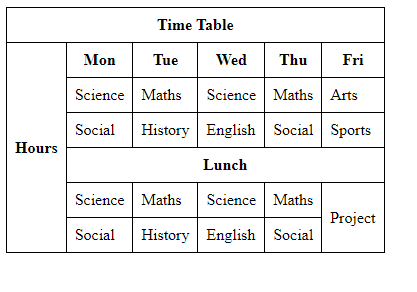 Time Table
Hours
Mon Tue Wed Thu Fri
Science Maths Science Maths Arts
Social History English Social Sports
Lunch
Science Maths Science Maths Project
Social History English Social